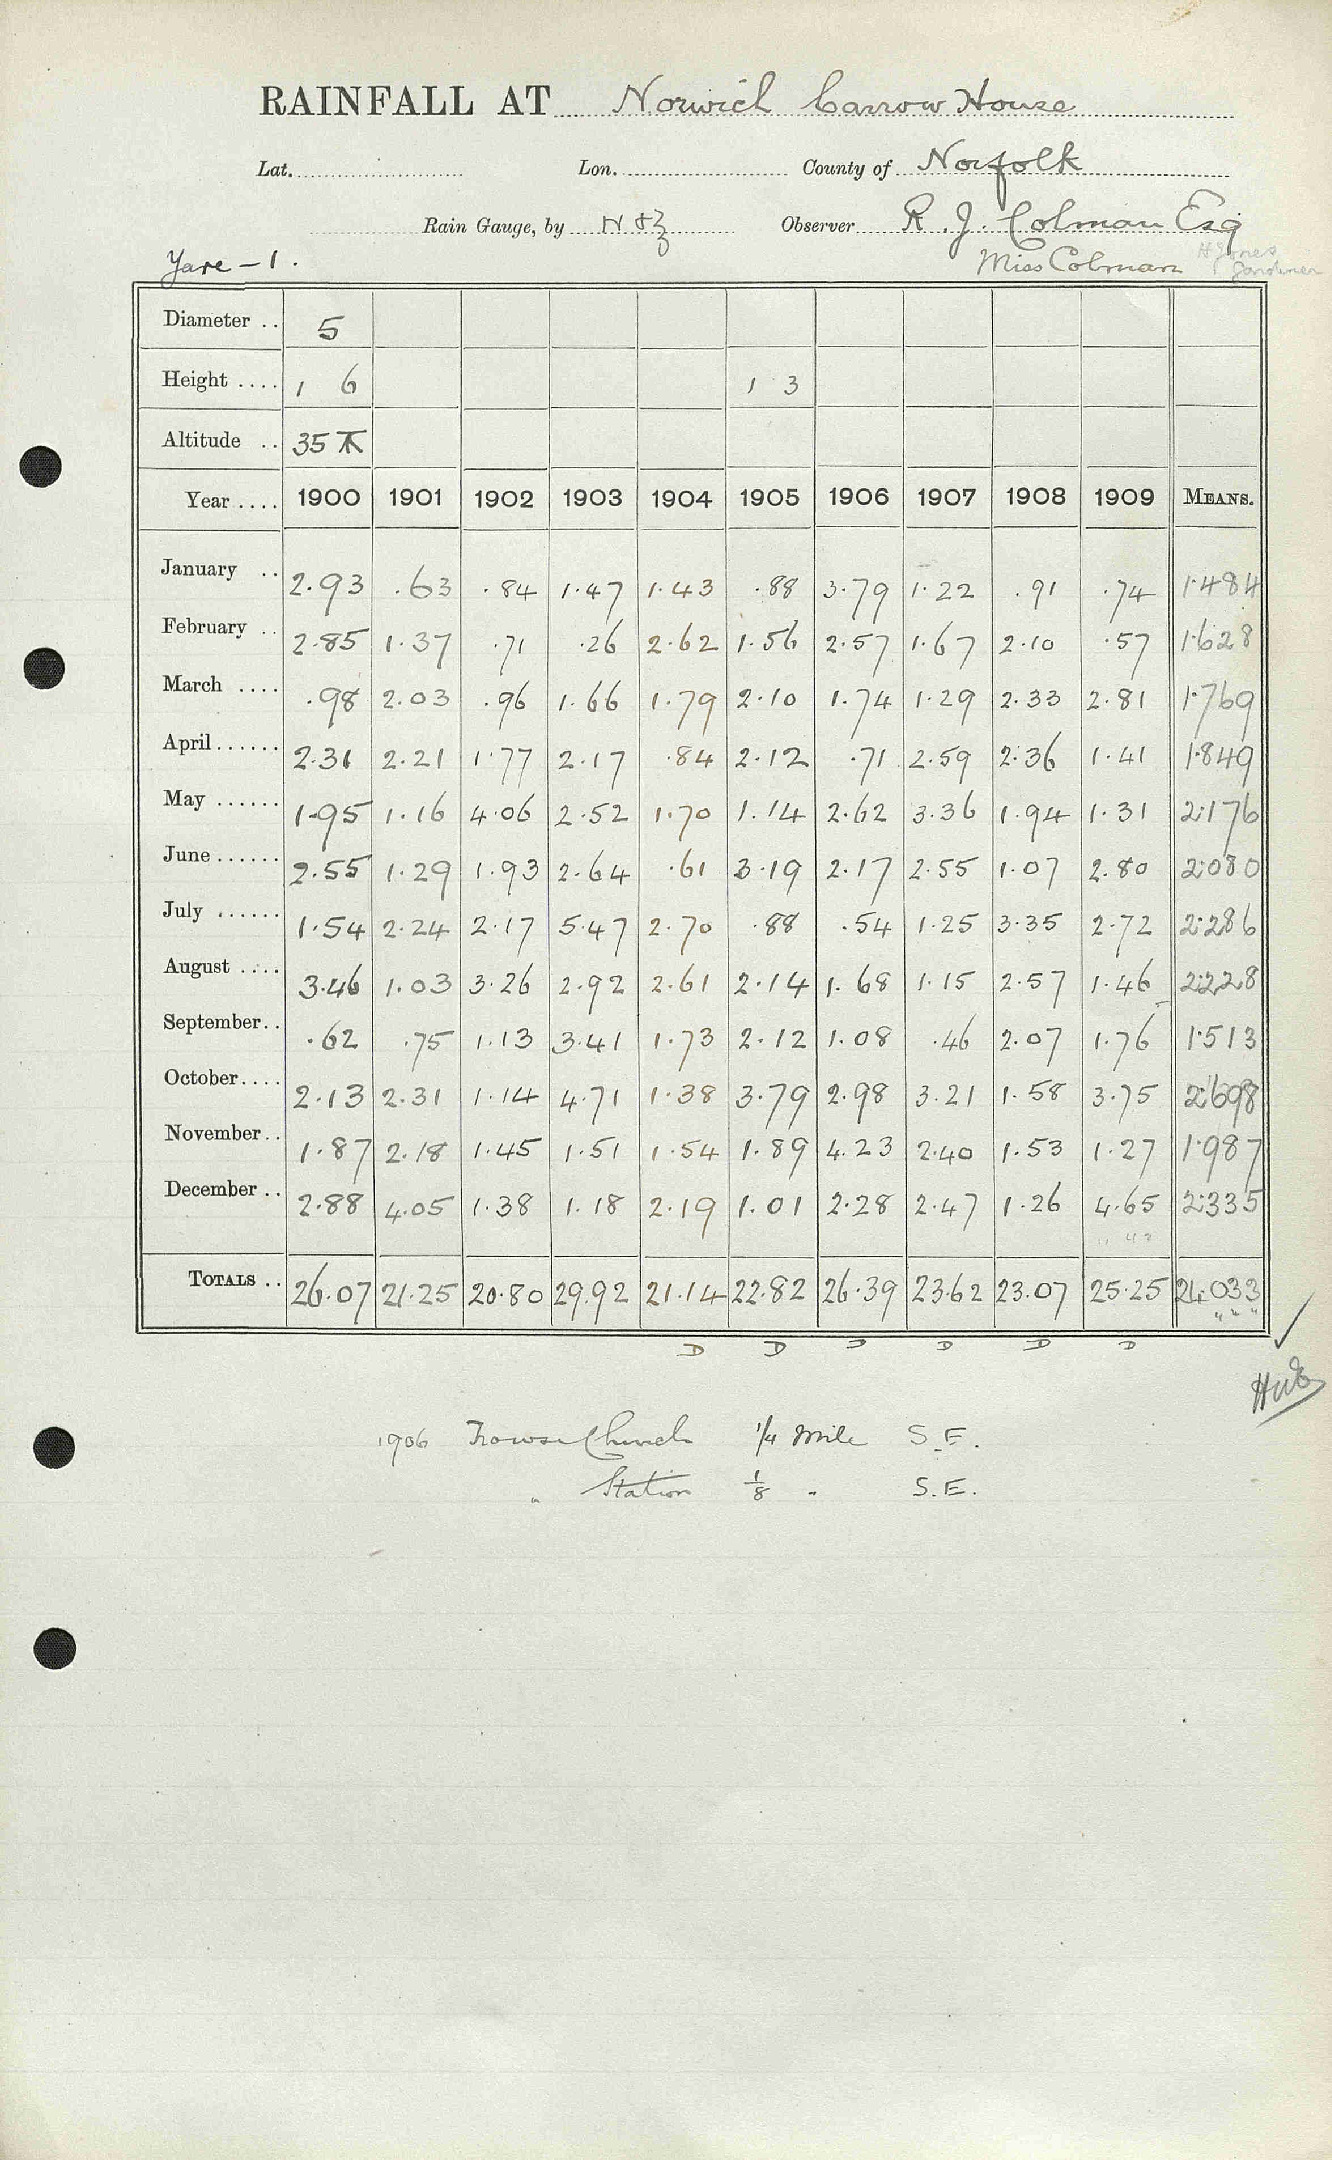 RAINFALL AT Norwich Carrow House
Lat. Lon. County of Norfolk
Rain Gauge, by N & Z Observer R. J. Colman Esq
Yare - 1. Miss Colman H Jones Gardiner
Diameter .. 5
Height .... 1 6 1 3
Altitude .. 35
Year .... 1900 1901 1902 1903 1904 1905 1906 1907 1908 1909 MEANS.
January .. 2.93 .63 .84 1.47 1.43 .88 3.79 1.22 .91 .74 1.484
February .. 2.85 1.37 .71 .26 2.62 1.56 2.57 1.67 2.10 .57 1.628
March .... .98 2.03 .96 1.66 1.79 2.10 1.74 1.29 2.33 2.81 1.769
April ...... 2.31 2.21 1.77 2.17 .84 2.12 .71 2.59 2.36 1.41 1.849
May ...... 1.95 1.16 4.06 2.52 1.70 1.14 2.62 3.36 1.94 1.31 2.176
June ...... 2.55 1.29 1.93 2.64 .61 3.19 2.17 2.55 1.07 2.80 2.080
July ...... 1.54 2.24 2.17 5.47 2.70 .88 .54 1.25 3.35 2.72 2.286
August .... 3.46 1.03 3.26 2.92 2.61 2.14 1.68 1.15 2.57 1.46 2.228
September .. .62 .75 1.13 3.41 1.73 2.12 1.08 .46 2.07 1.76 1.513
October .... 2.13 2.31 1.14 4.71 1.38 3.79 2.98 3.21 1.58 3.75 2.698
November .. 1.87 2.18 1.45 1.51 1.54 1.89 4.23 2.40 1.53 1.27 1.987
December .. 2.88 4.05 1.38 1.18 2.19 1.01 2.28 2.47 1.26 4.65 2.335
TOTALS .. 26.07 21.25 20.80 29.92 21.14 22.82 26.39 23.62 23.07 25.25 24.033
D D D D D D
1906 Trowse Church 1/4 Mile S.E.
" Station 1/8 " S.E.